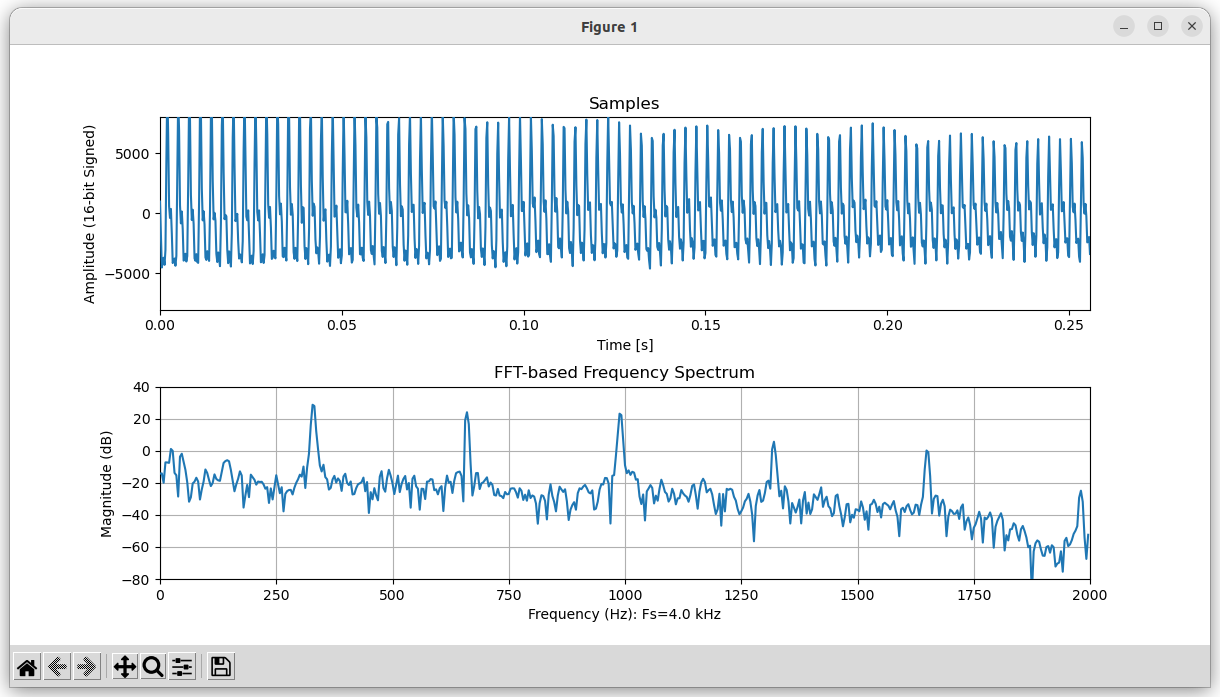 Figure 1
Samples
Amplitude (16-bit Signed)
5000
0
−5000
0.00 0.05 0.10 0.15 0.20 0.25
Time [s]
FFT-based Frequency Spectrum
Magnitude (dB)
40
20
0
−20
−40
−60
−80
0 250 500 750 1000 1250 1500 1750 2000
Frequency (Hz): Fs=4.0 kHz